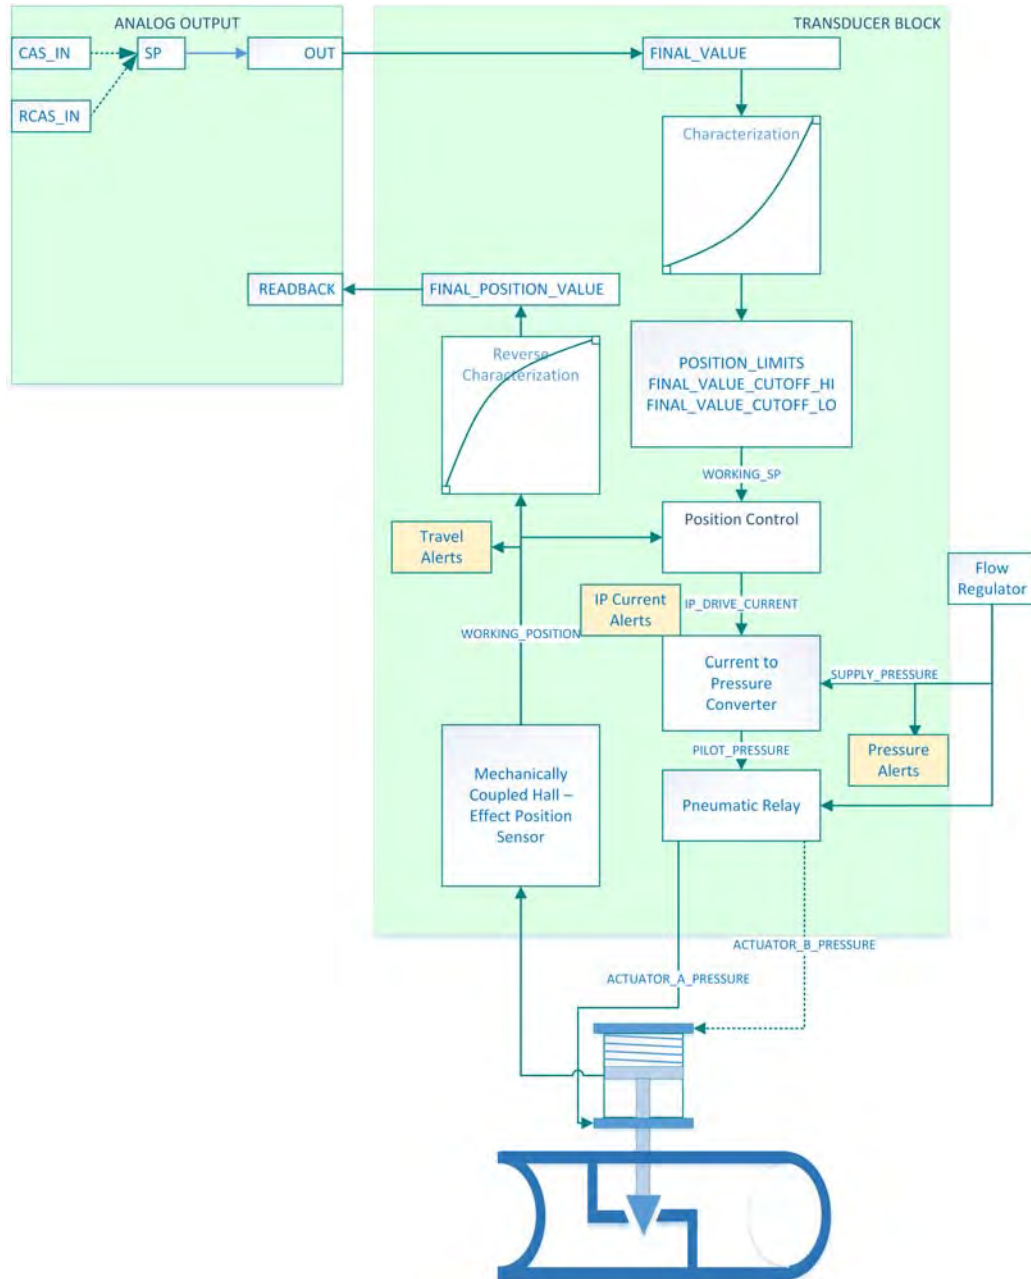 ANALOG OUTPUT
TRANSDUCER BLOCK
CAS_IN
SP
OUT
FINAL_VALUE
RCAS_IN
Characterization
READBACK
FINAL_POSITION_VALUE
Reverse
Characterization
POSITION_LIMITS
FINAL_VALUE_CUTOFF_HI
FINAL_VALUE_CUTOFF_LO
WORKING_SP
Position Control
Travel
Alerts
Flow
Regulator
IP Current
Alerts
IP_DRIVE_CURRENT
WORKING_POSITION
Current to
Pressure
Converter
SUPPLY_PRESSURE
PILOT_PRESSURE
Pressure
Alerts
Mechanically
Coupled Hall –
Effect Position
Sensor
Pneumatic Relay
ACTUATOR_B_PRESSURE
ACTUATOR_A_PRESSURE